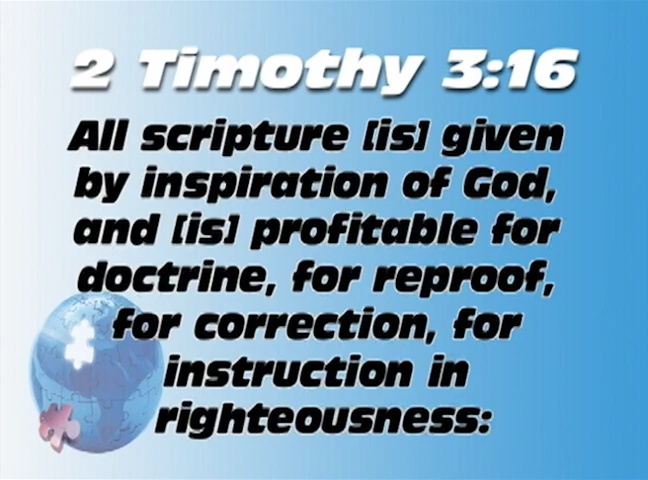 2 Timothy 3:16
All scripture [is] given
by inspiration of God,
and [is] profitable for
doctrine, for reproof,
for correction, for
instruction in
righteousness: